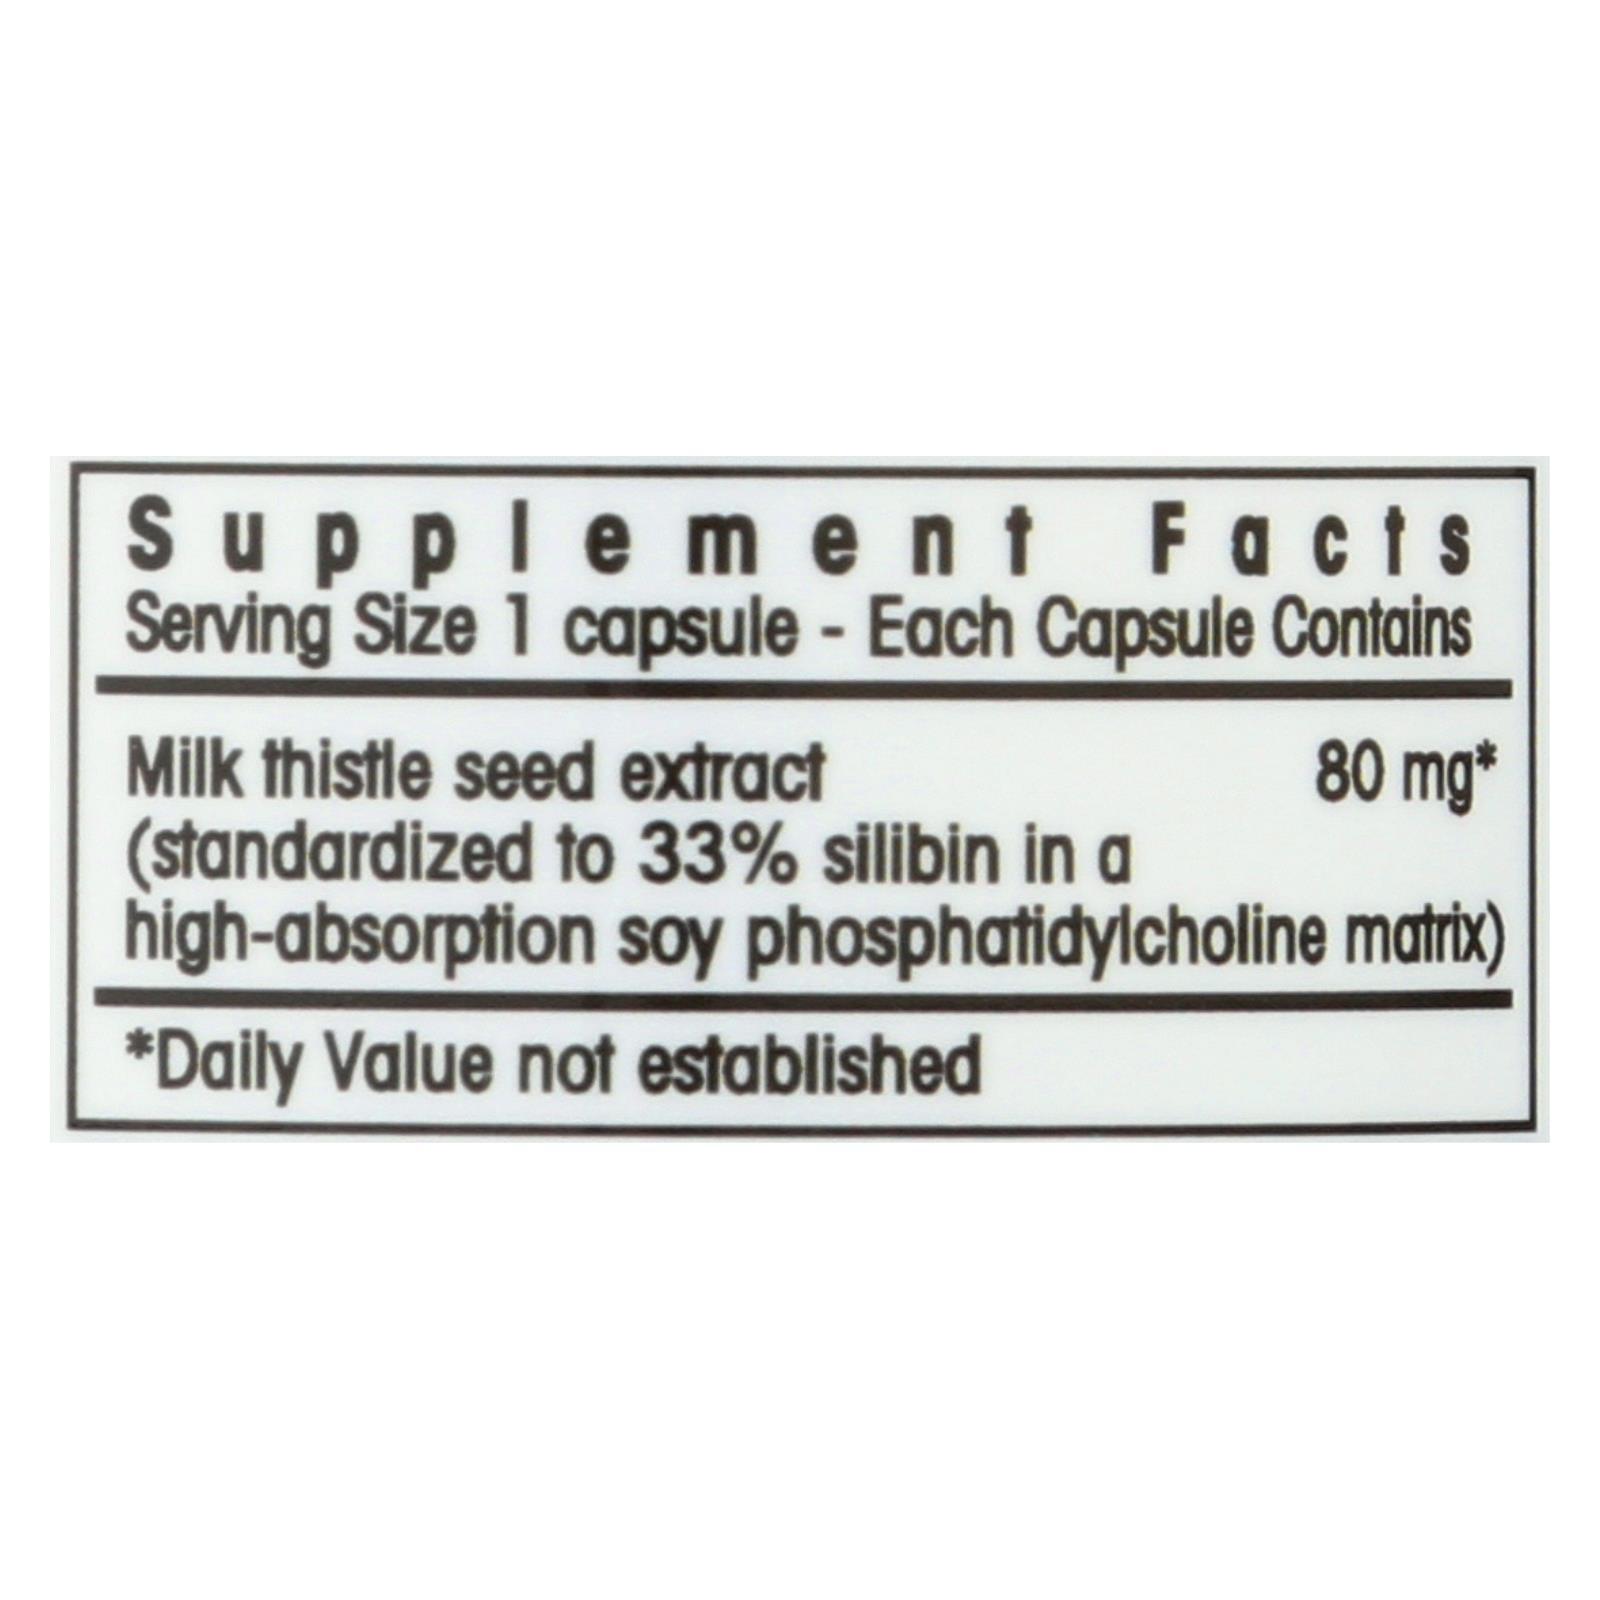 Supplement Facts
Serving Size 1 capsule - Each Capsule Contains
Milk thistle seed extract 80 mg*
(standardized to 33% silibin in a
high-absorption soy phosphatidylcholine matrix)
*Daily Value not established